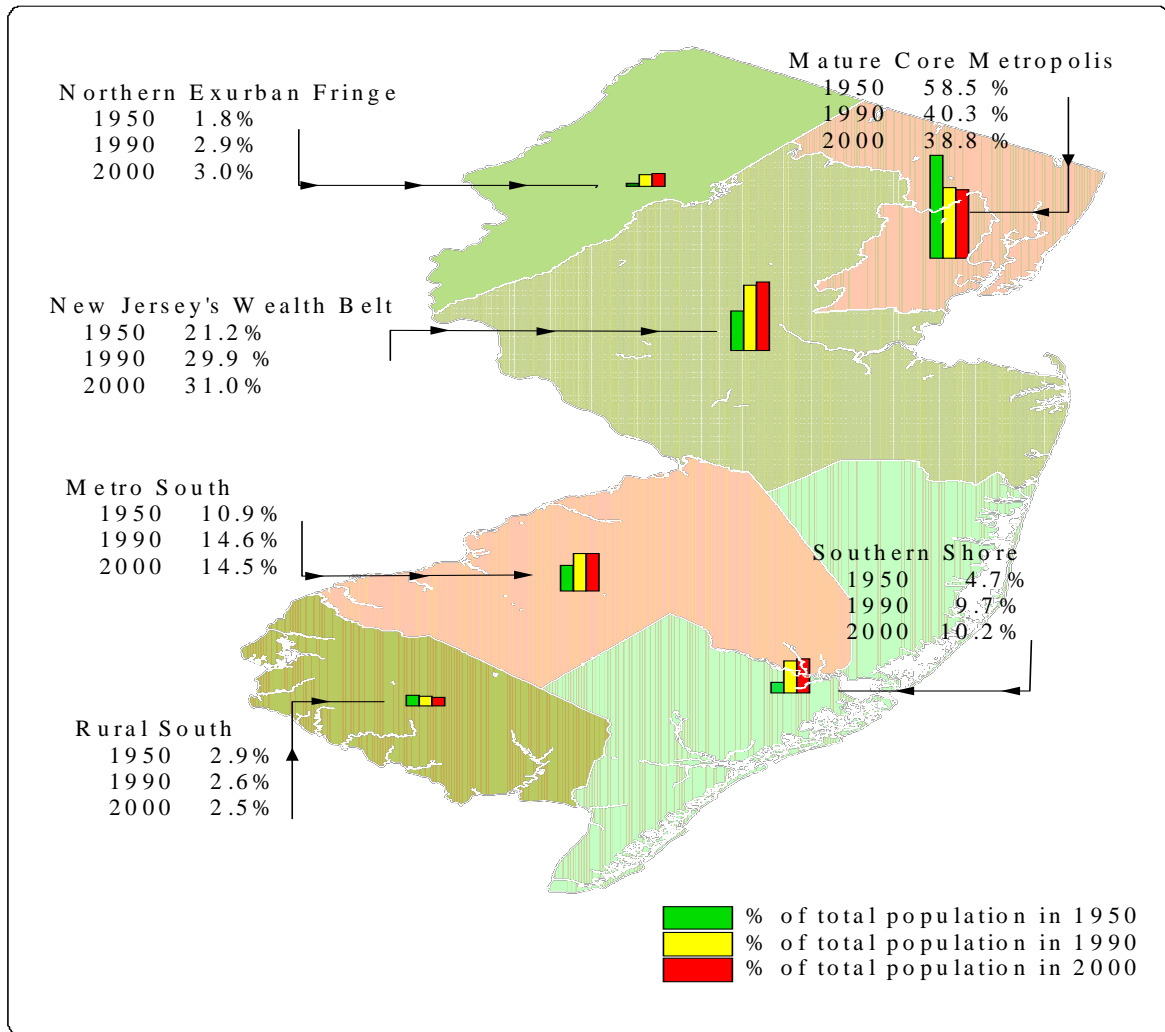 Mature Core Metropolis
1950 58.5 %
1990 40.3 %
2000 38.8 %
Northern Exurban Fringe
1950 1.8%
1990 2.9%
2000 3.0%
New Jersey's Wealth Belt
1950 21.2%
1990 29.9 %
2000 31.0%
Metro South
1950 10.9%
1990 14.6%
2000 14.5%
Southern Shore
1950 4.7%
1990 9.7%
2000 10.2%
Rural South
1950 2.9%
1990 2.6%
2000 2.5%
% of total population in 1950
% of total population in 1990
% of total population in 2000